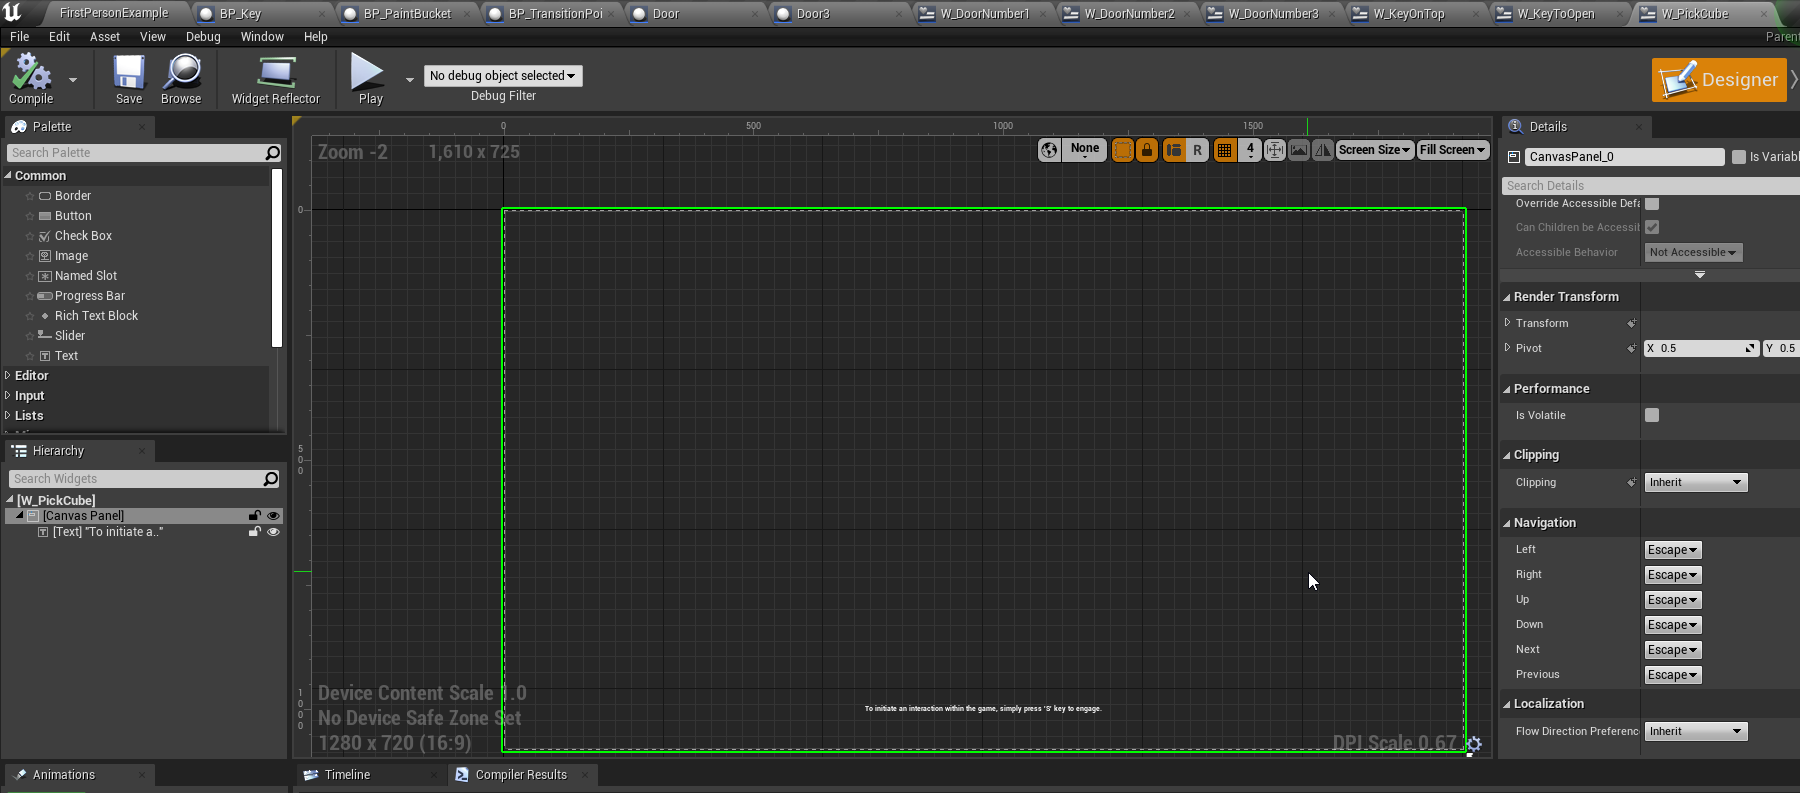 FirstPersonExample BP_Key BP_PaintBucket BP_TransitionPoi Door Door3 W_DoorNumber1 W_DoorNumber2 W_DoorNumber3 W_KeyOnTop W_KeyToOpen W_PickCube
File Edit Asset View Debug Window Help Parent
Compile Save Browse Widget Reflector Play No debug object selected Debug Filter Designer
Palette
Search Palette
Common
Border
Button
Check Box
Image
Named Slot
Progress Bar
Rich Text Block
Slider
Text
Editor
Input
Lists
Hierarchy
Search Widgets
[W_PickCube]
[Canvas Panel]
[Text] "To initiate a.."
Animations
0 500 1000 1500
Zoom -2 1,610 x 725 None R 4 Screen Size Fill Screen
0
500
1000
Device Content Scale 1.0
No Device Safe Zone Set
1280 x 720 (16:9)
To initiate an interaction within the game, simply press 'S' key to engage.
DPI Scale 0.67
Timeline Compiler Results
Details
CanvasPanel_0 Is Variabl
Search Details
Override Accessible Defa
Can Children be Accessib
Accessible Behavior Not Accessible
Render Transform
Transform
Pivot X 0.5 Y 0.5
Performance
Is Volatile
Clipping
Clipping Inherit
Navigation
Left Escape
Right Escape
Up Escape
Down Escape
Next Escape
Previous Escape
Localization
Flow Direction Preferenc Inherit